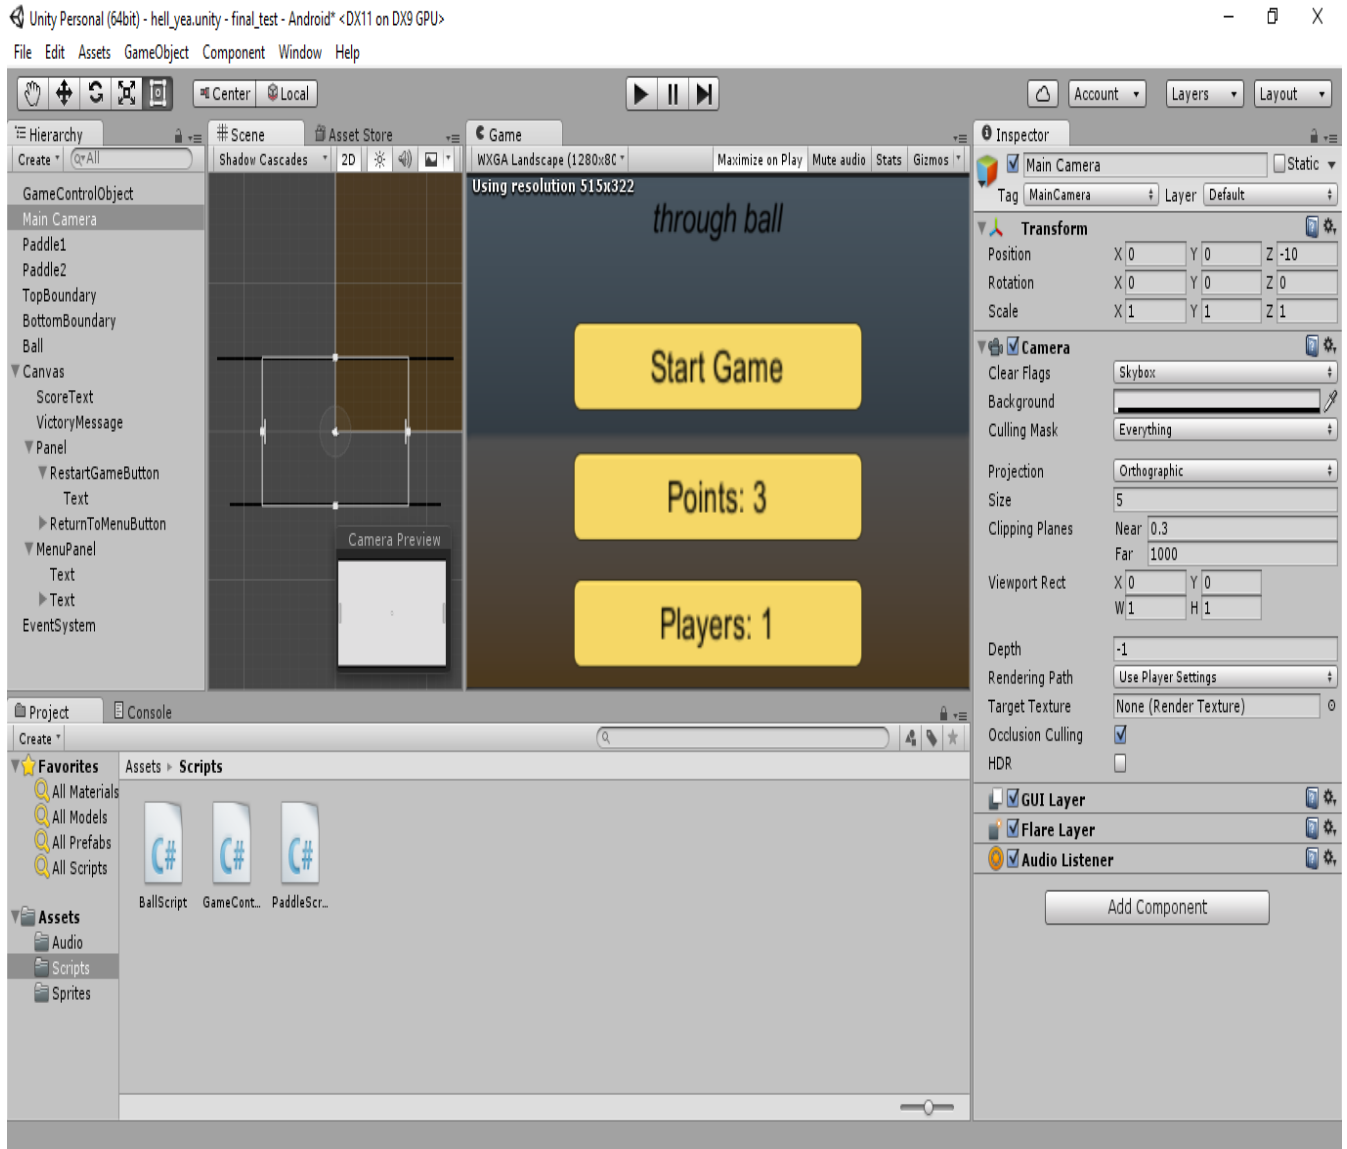 Unity Personal (64bit) - hell_yea.unity - final_test - Android* <DX11 on DX9 GPU>
File Edit Assets GameObject Component Window Help
Center Local
Account Layers Layout
Hierarchy
Create All
GameControlObject
Main Camera
Paddle1
Paddle2
TopBoundary
BottomBoundary
Ball
Canvas
ScoreText
VictoryMessage
Panel
RestartGameButton
Text
ReturnToMenuButton
MenuPanel
Text
Text
EventSystem
Scene Asset Store
Shadow Cascades 2D
Camera Preview
Game
WXGA Landscape (1280x80 Maximize on Play Mute audio Stats Gizmos
Using resolution 515x322
through ball
Start Game
Points: 3
Players: 1
Inspector
Main Camera Static
Tag MainCamera Layer Default
Transform
Position X 0 Y 0 Z -10
Rotation X 0 Y 0 Z 0
Scale X 1 Y 1 Z 1
Camera
Clear Flags Skybox
Background
Culling Mask Everything
Projection Orthographic
Size 5
Clipping Planes Near 0.3
Far 1000
Viewport Rect X 0 Y 0
W 1 H 1
Depth -1
Rendering Path Use Player Settings
Target Texture None (Render Texture)
Occlusion Culling
HDR
GUI Layer
Flare Layer
Audio Listener
Add Component
Project Console
Create
Favorites
All Materials
All Models
All Prefabs
All Scripts
Assets
Audio
Scripts
Sprites
Assets Scripts
C# C# C#
BallScript GameCont... PaddleScr...